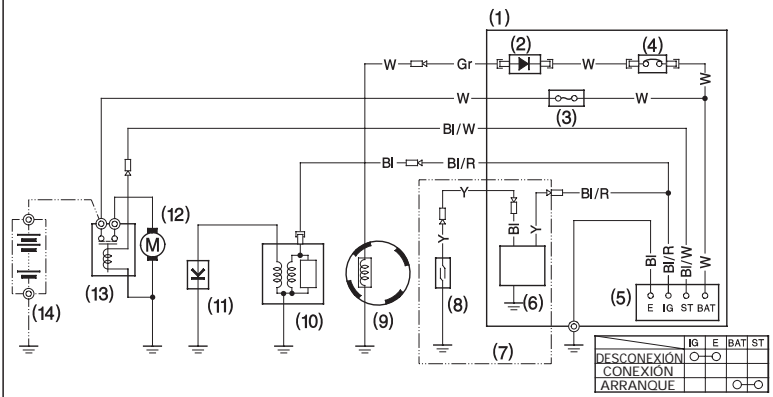 (1)
(2)
(4)
W Gr W W
W W
(3)
Bl/W
Bl Bl/R
Y Bl/R
(12)
M
Y Bl Y
Bl Bl/R Bl/W W
(13)
(14)
(11)
(10)
(9)
(8)
(6)
(5)
E IG ST BAT
(7)
IG E BAT ST
DESCONEXIÓN
CONEXIÓN
ARRANQUE